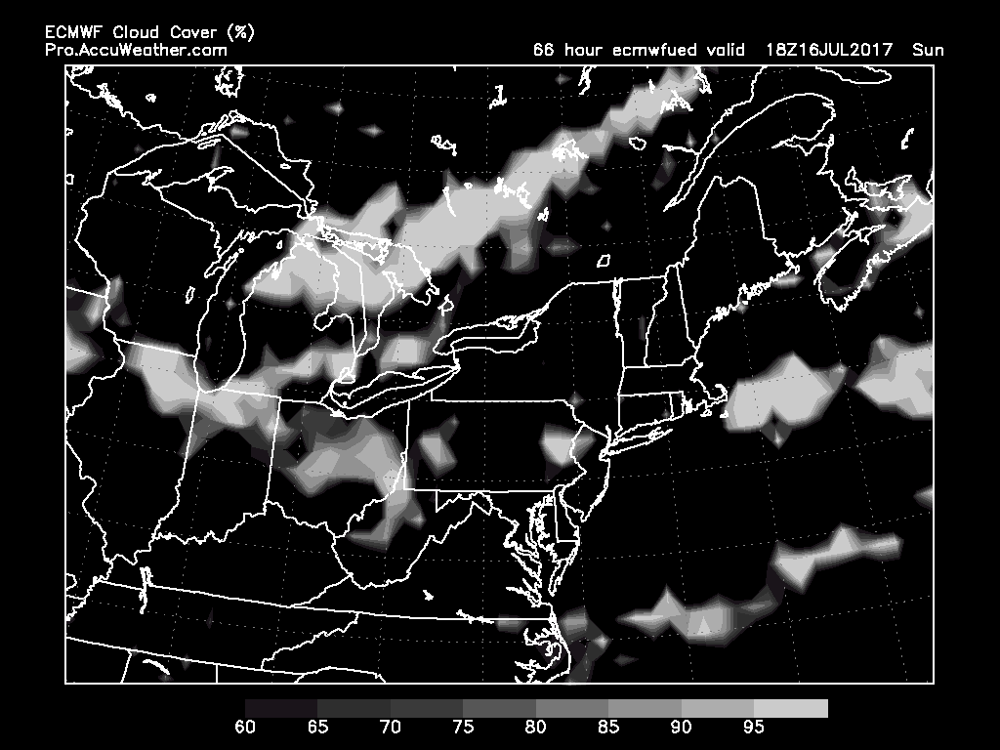 ECMWF Cloud Cover (%)
Pro.AccuWeather.com
66 hour ecmwfued valid 18Z16JUL2017 Sun
1
60 65 70 75 80 85 90 95